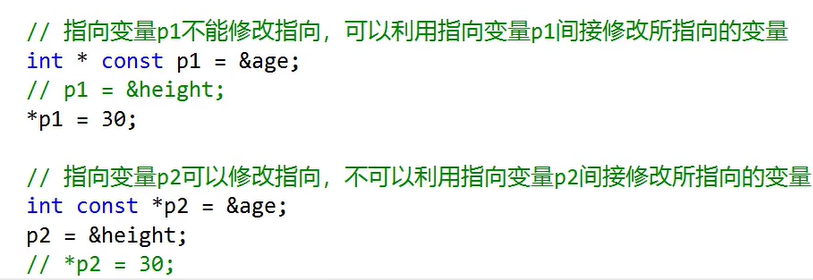 // 指向变量p1不能修改指向，可以利用指向变量p1间接修改所指向的变量
int * const p1 = &age;
// p1 = &height;
*p1 = 30;
// 指向变量p2可以修改指向，不可以利用指向变量p2间接修改所指向的变量
int const *p2 = &age;
p2 = &height;
// *p2 = 30;